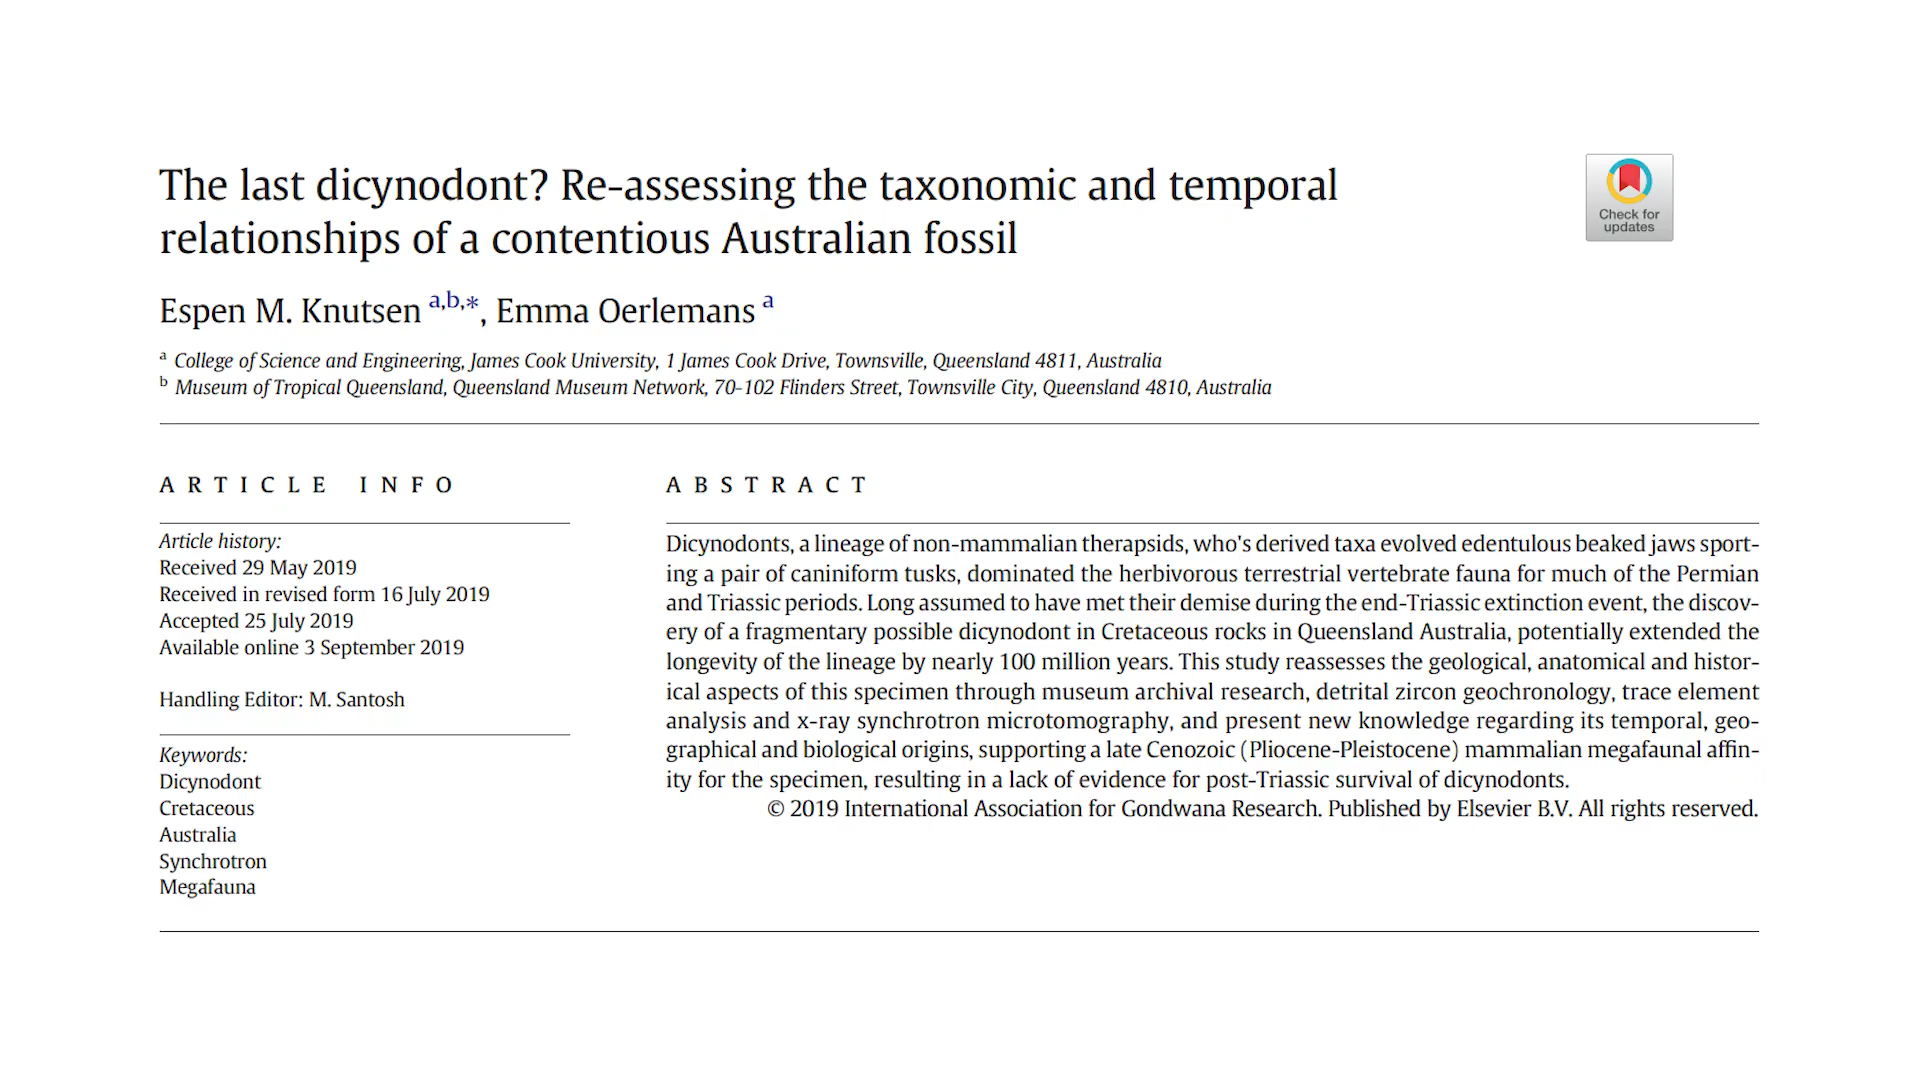 The last dicynodont? Re-assessing the taxonomic and temporal
relationships of a contentious Australian fossil
Check for
updates
Espen M. Knutsen a,b,*, Emma Oerlemans a
a College of Science and Engineering, James Cook University, 1 James Cook Drive, Townsville, Queensland 4811, Australia
b Museum of Tropical Queensland, Queensland Museum Network, 70-102 Flinders Street, Townsville City, Queensland 4810, Australia
ARTICLE INFO
Article history:
Received 29 May 2019
Received in revised form 16 July 2019
Accepted 25 July 2019
Available online 3 September 2019
Handling Editor: M. Santosh
Keywords:
Dicynodont
Cretaceous
Australia
Synchrotron
Megafauna
ABSTRACT
Dicynodonts, a lineage of non-mammalian therapsids, who's derived taxa evolved edentulous beaked jaws sport-
ing a pair of caniniform tusks, dominated the herbivorous terrestrial vertebrate fauna for much of the Permian
and Triassic periods. Long assumed to have met their demise during the end-Triassic extinction event, the discov-
ery of a fragmentary possible dicynodont in Cretaceous rocks in Queensland Australia, potentially extended the
longevity of the lineage by nearly 100 million years. This study reassesses the geological, anatomical and histor-
ical aspects of this specimen through museum archival research, detrital zircon geochronology, trace element
analysis and x-ray synchrotron microtomography, and present new knowledge regarding its temporal, geo-
graphical and biological origins, supporting a late Cenozoic (Pliocene-Pleistocene) mammalian megafaunal affin-
ity for the specimen, resulting in a lack of evidence for post-Triassic survival of dicynodonts.
© 2019 International Association for Gondwana Research. Published by Elsevier B.V. All rights reserved.